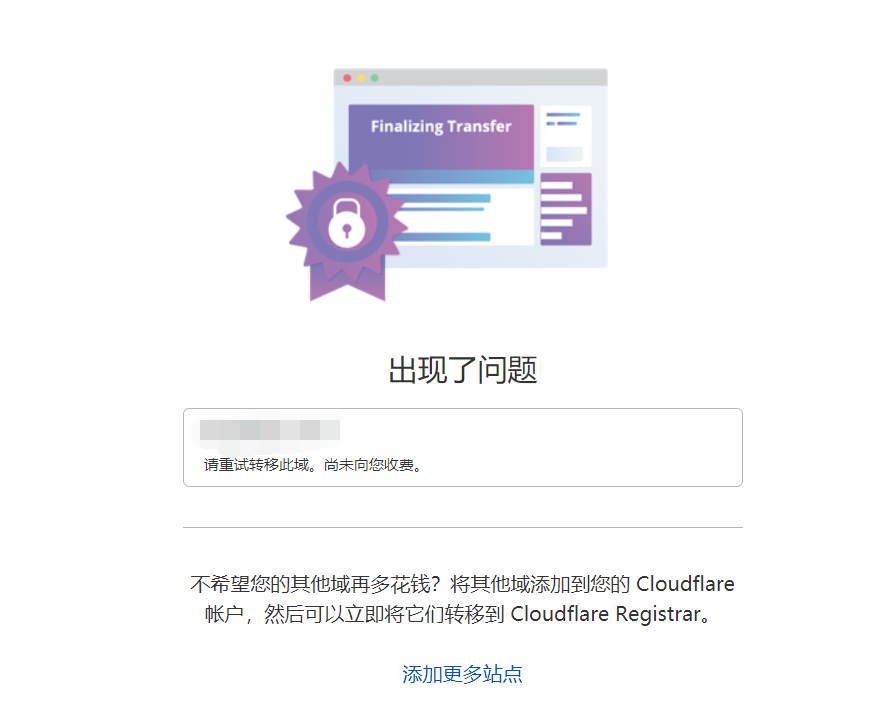 Finalizing Transfer
出现了问题
请重试转移此域。尚未向您收费。
不希望您的其他域再多花钱？将其他域添加到您的 Cloudflare
帐户，然后可以立即将它们转移到 Cloudflare Registrar。
添加更多站点